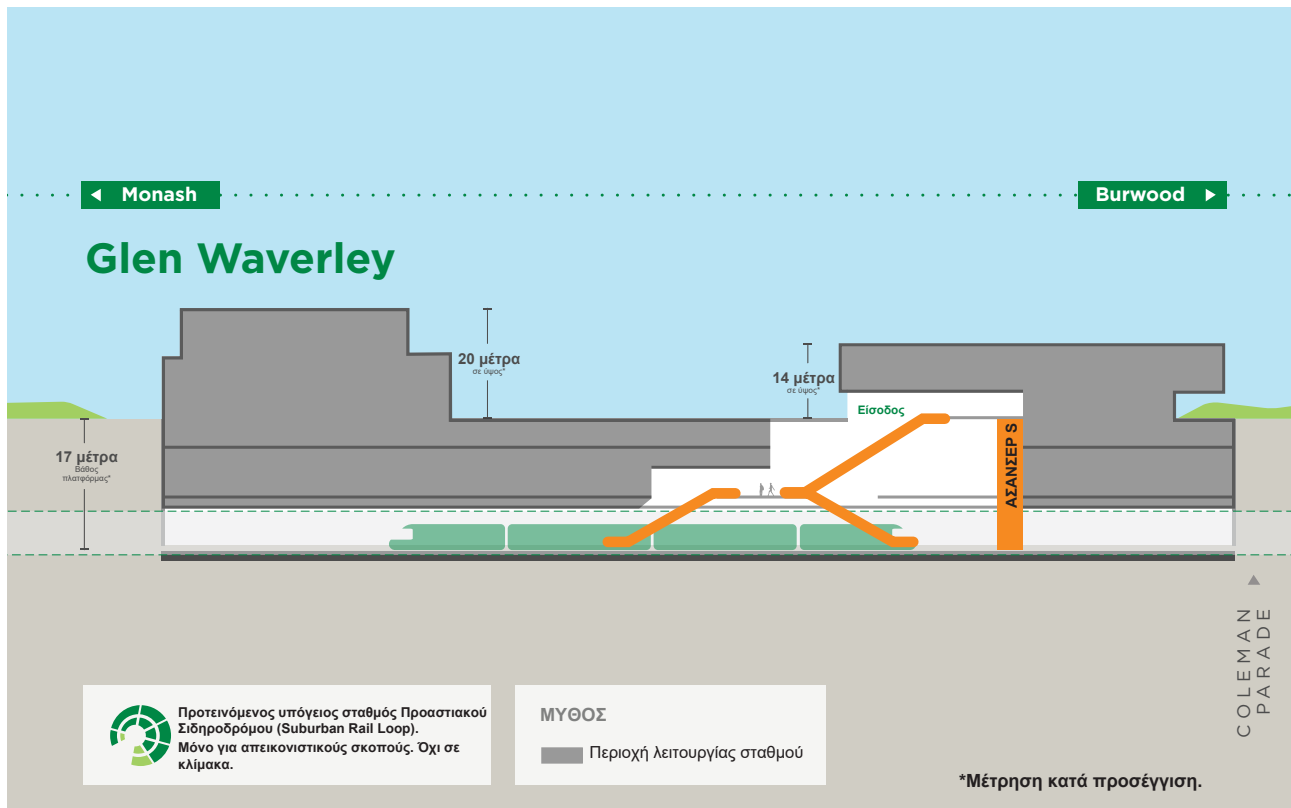 Monash
Burwood
Glen Waverley
20 μέτρα
σε ύψος*
14 μέτρα
σε ύψος*
Είσοδος
17 μέτρα
Βάθος
πλατφόρμας*
ΑΣΑΝΣΕΡ S
COLEMAN
PARADE
Προτεινόμενος υπόγειος σταθμός Προαστιακού
Σιδηροδρόμου (Suburban Rail Loop).
Μόνο για απεικονιστικούς σκοπούς. Όχι σε
κλίμακα.
ΜΥΘΟΣ
Περιοχή λειτουργίας σταθμού
*Μέτρηση κατά προσέγγιση.